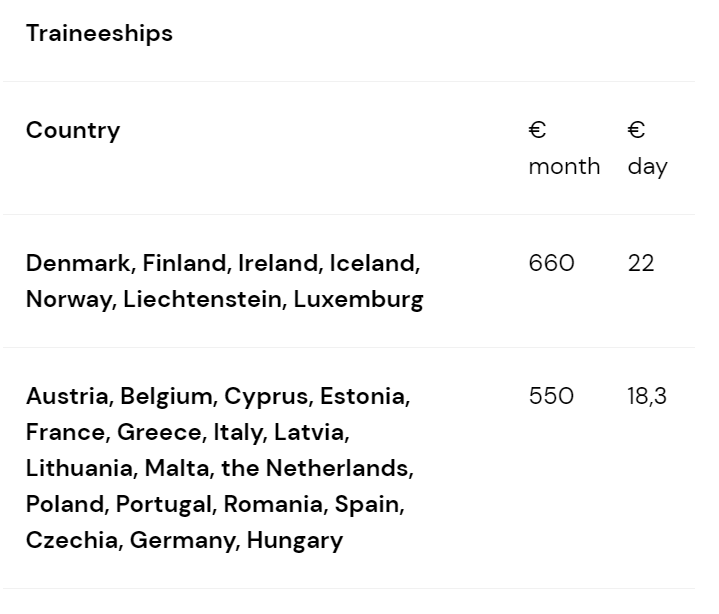 Traineeships
Country
€ month
€ day
Denmark, Finland, Ireland, Iceland,
Norway, Liechtenstein, Luxemburg
660
22
Austria, Belgium, Cyprus, Estonia,
France, Greece, Italy, Latvia,
Lithuania, Malta, the Netherlands,
Poland, Portugal, Romania, Spain,
Czechia, Germany, Hungary
550
18,3